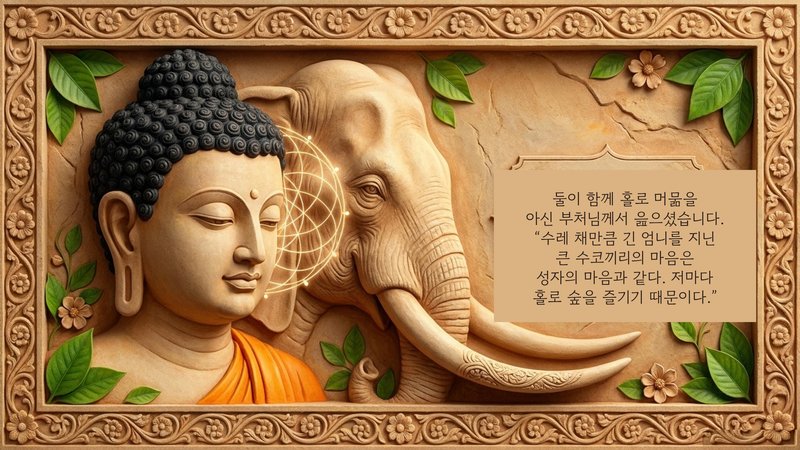 둘이 함께 홀로 머묾을
아신 부처님께서 읊으셨습니다.
“수레 채만큼 긴 엄니를 지닌
큰 수코끼리의 마음은
성자의 마음과 같다. 저마다
홀로 숲을 즐기기 때문이다.”